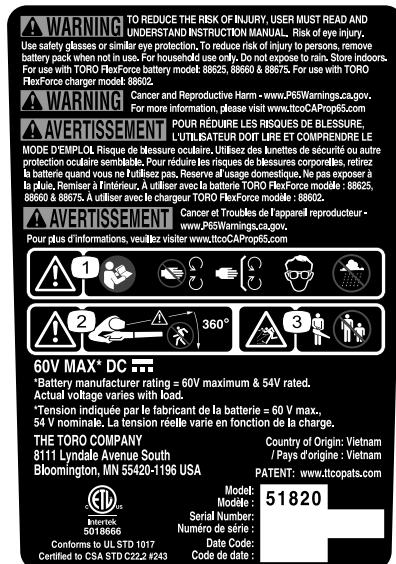 WARNING TO REDUCE THE RISK OF INJURY, USER MUST READ AND
UNDERSTAND INSTRUCTION MANUAL. Risk of eye injury.
Use safety glasses or similar eye protection. To reduce risk of injury to persons, remove
battery pack when not in use. For household use only. Do not expose to rain. Store indoors.
For use with TORO FlexForce battery model: 88625, 88660 & 88675. For use with TORO
FlexForce charger model: 88602.
WARNING Cancer and Reproductive Harm - www.P65Warnings.ca.gov.
For more information, please visit www.ttcoCAProp65.com
AVERTISSEMENT POUR RÉDUIRE LES RISQUES DE BLESSURE,
L'UTILISATEUR DOIT LIRE ET COMPRENDRE LE
MODE D'EMPLOI. Risque de blessure oculaire. Utilisez des lunettes de sécurité ou autre
protection oculaire semblable. Pour réduire les risques de blessures corporelles, retirez
la batterie quand vous ne l'utilisez pas. Reserve al'usage domestique. Ne pas exposer à
la pluie. Remiser à l'intérieur. À utiliser avec la batterie TORO FlexForce modèle : 88625,
88660 & 88675. À utiliser avec le chargeur TORO FlexForce modèle : 88602.
AVERTISSEMENT Cancer et Troubles de l'appareil reproducteur -
www.P65Warnings.ca.gov.
Pour plus d'informations, veuillez visiter www.ttcoCAProp65.com
1
2 360° 3
60V MAX* DC
*Battery manufacturer rating = 60V maximum & 54V rated.
Actual voltage varies with load.
*Tension indiquée par le fabricant de la batterie = 60 V max.,
54 V nominale. La tension réelle varie en fonction de la charge.
THE TORO COMPANY
8111 Lyndale Avenue South
Bloomington, MN 55420-1196 USA
Country of Origin: Vietnam
/ Pays d'origine : Vietnam
PATENT: www.ttcopats.com
c ETL us
Intertek
5018666
Conforms to UL STD 1017
Certified to CSA STD C22.2 #243
Model: 51820
Modèle :
Serial Number:
Numéro de série :
Date Code:
Code de date :